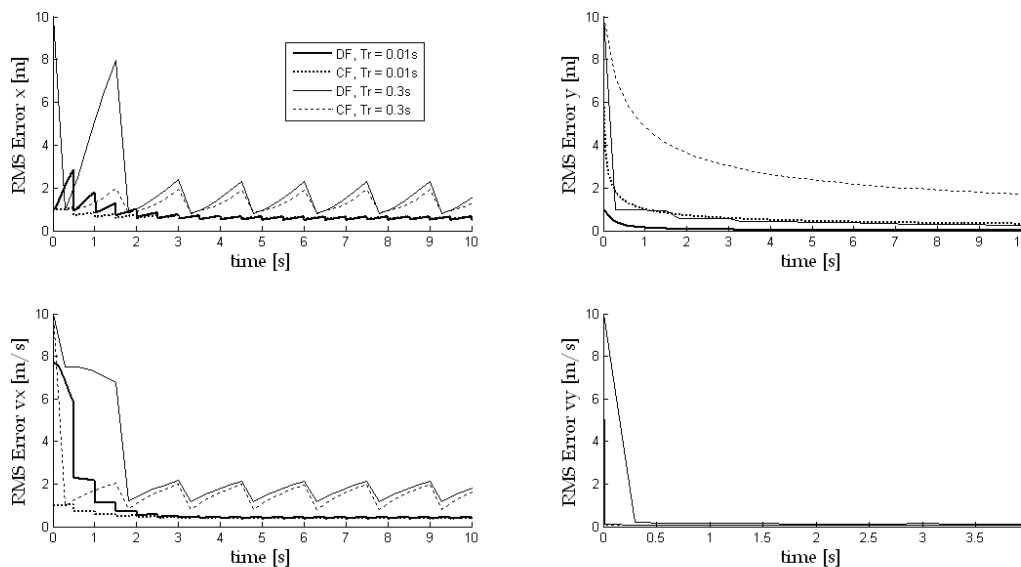 10
8
6
4
2
0
RMS Error x [m]
0 1 2 3 4 5 6 7 8 9 10
time [s]
DF, Tr = 0.01s
CF, Tr = 0.01s
DF, Tr = 0.3s
CF, Tr = 0.3s
10
8
6
4
2
0
RMS Error y [m]
0 1 2 3 4 5 6 7 8 9 1
time [s]
10
8
6
4
2
0
RMS Error vx [m/s]
0 1 2 3 4 5 6 7 8 9 10
time [s]
10
8
6
4
2
0
RMS Error vy [m/s]
0.5 1 1.5 2 2.5 3 3.5
time [s]